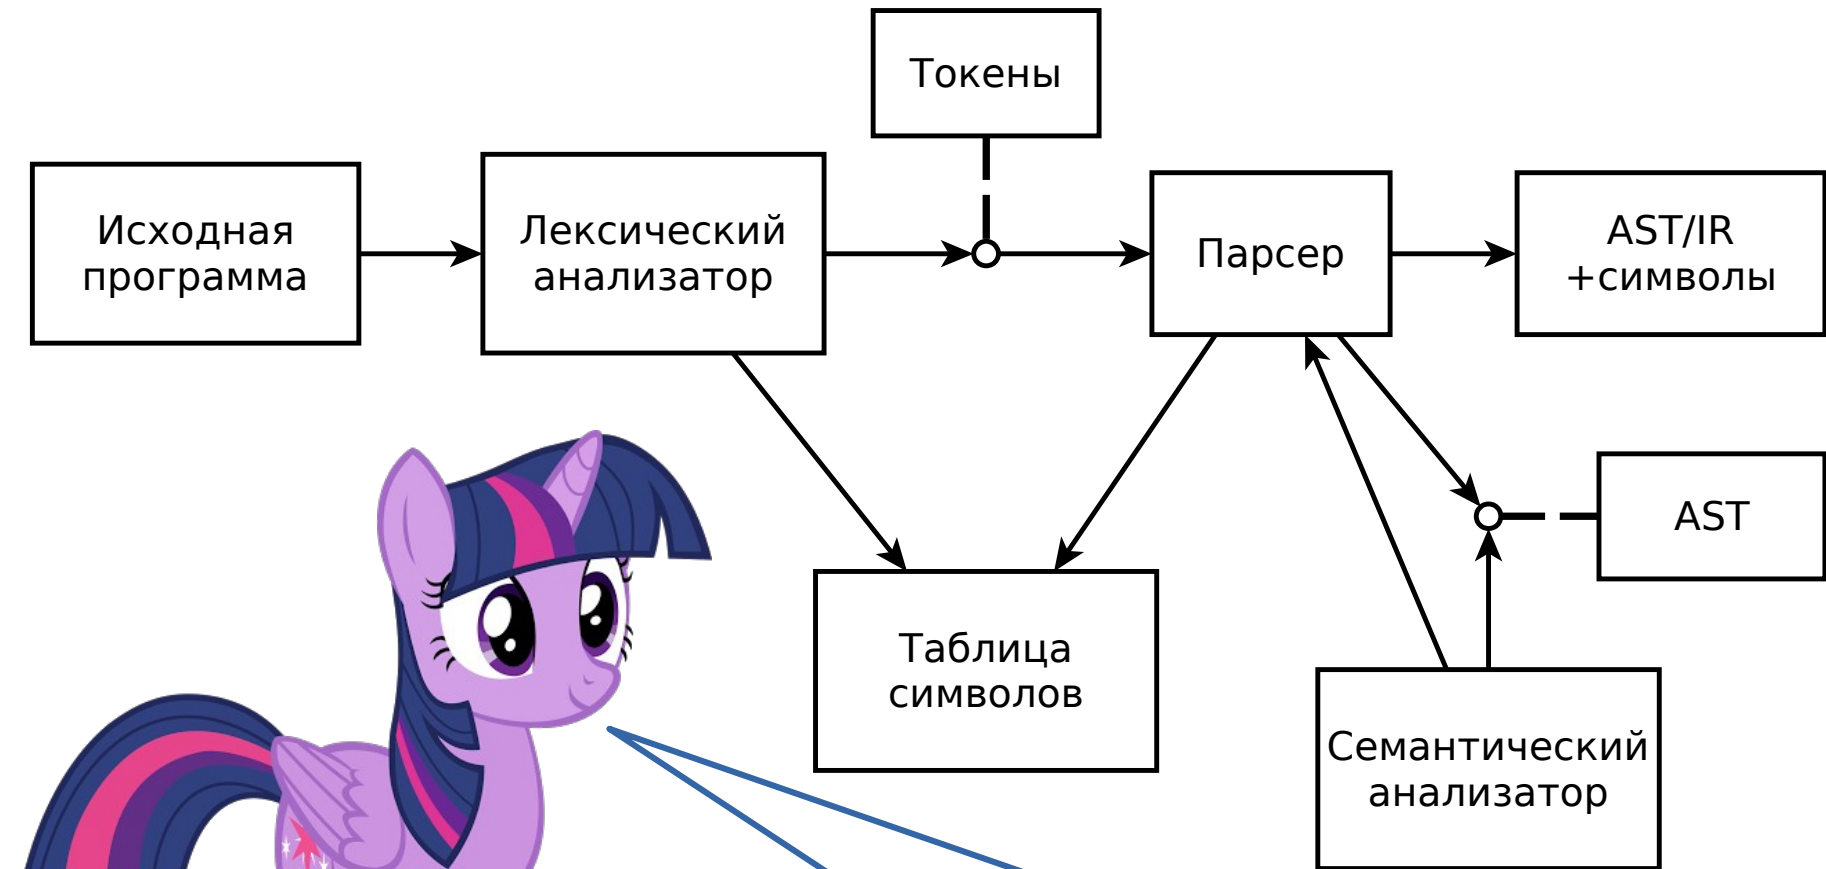 Токены
Исходная
программа
Лексический
анализатор
Парсер
AST/IR
+символы
AST
Таблица
символов
Семантический
анализатор